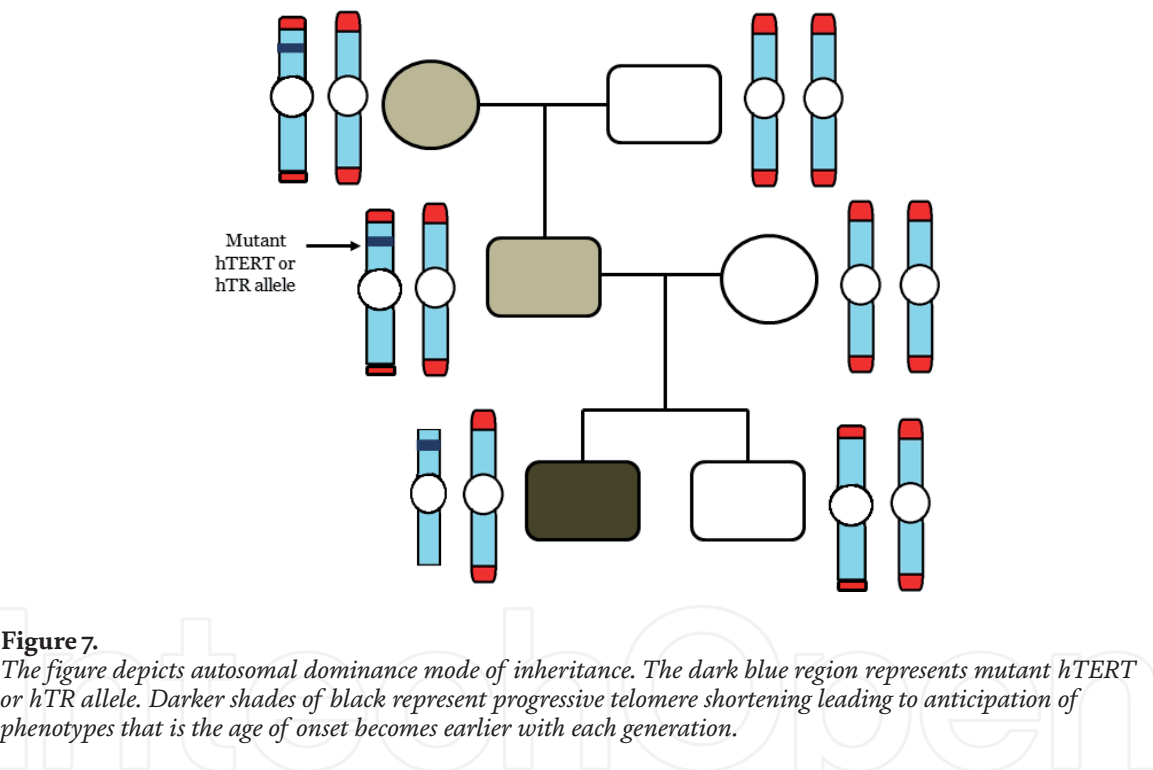 Mutant
hTERT or
hTR allele
Figure 7.
The figure depicts autosomal dominance mode of inheritance. The dark blue region represents mutant hTERT
or hTR allele. Darker shades of black represent progressive telomere shortening leading to anticipation of
phenotypes that is the age of onset becomes earlier with each generation.
IntechOpen